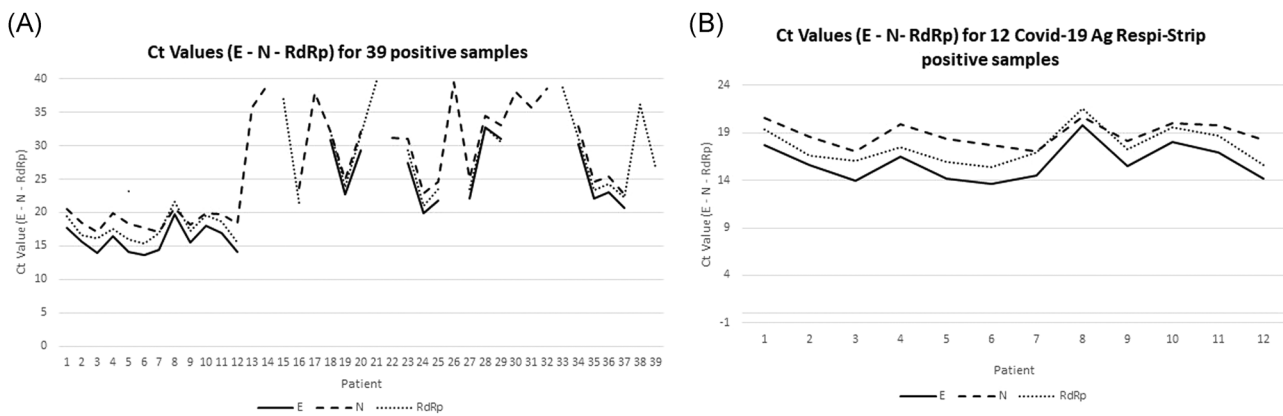 (A)
Ct Values (E - N - RdRp) for 39 positive samples
Ct Value (E - N - RdRp)
40
35
30
25
20
15
10
5
0
1 2 3 4 5 6 7 8 9 10 11 12 13 14 15 16 17 18 19 20 21 22 23 24 25 26 27 28 29 30 31 32 33 34 35 36 37 38 39
Patient
E N RdRp
(B)
Ct Values (E - N- RdRp) for 12 Covid-19 Ag Respi-Strip
positive samples
Ct Value (E - N - RdRp)
24
19
14
9
4
-1
1 2 3 4 5 6 7 8 9 10 11 12
Patient
E N RdRp